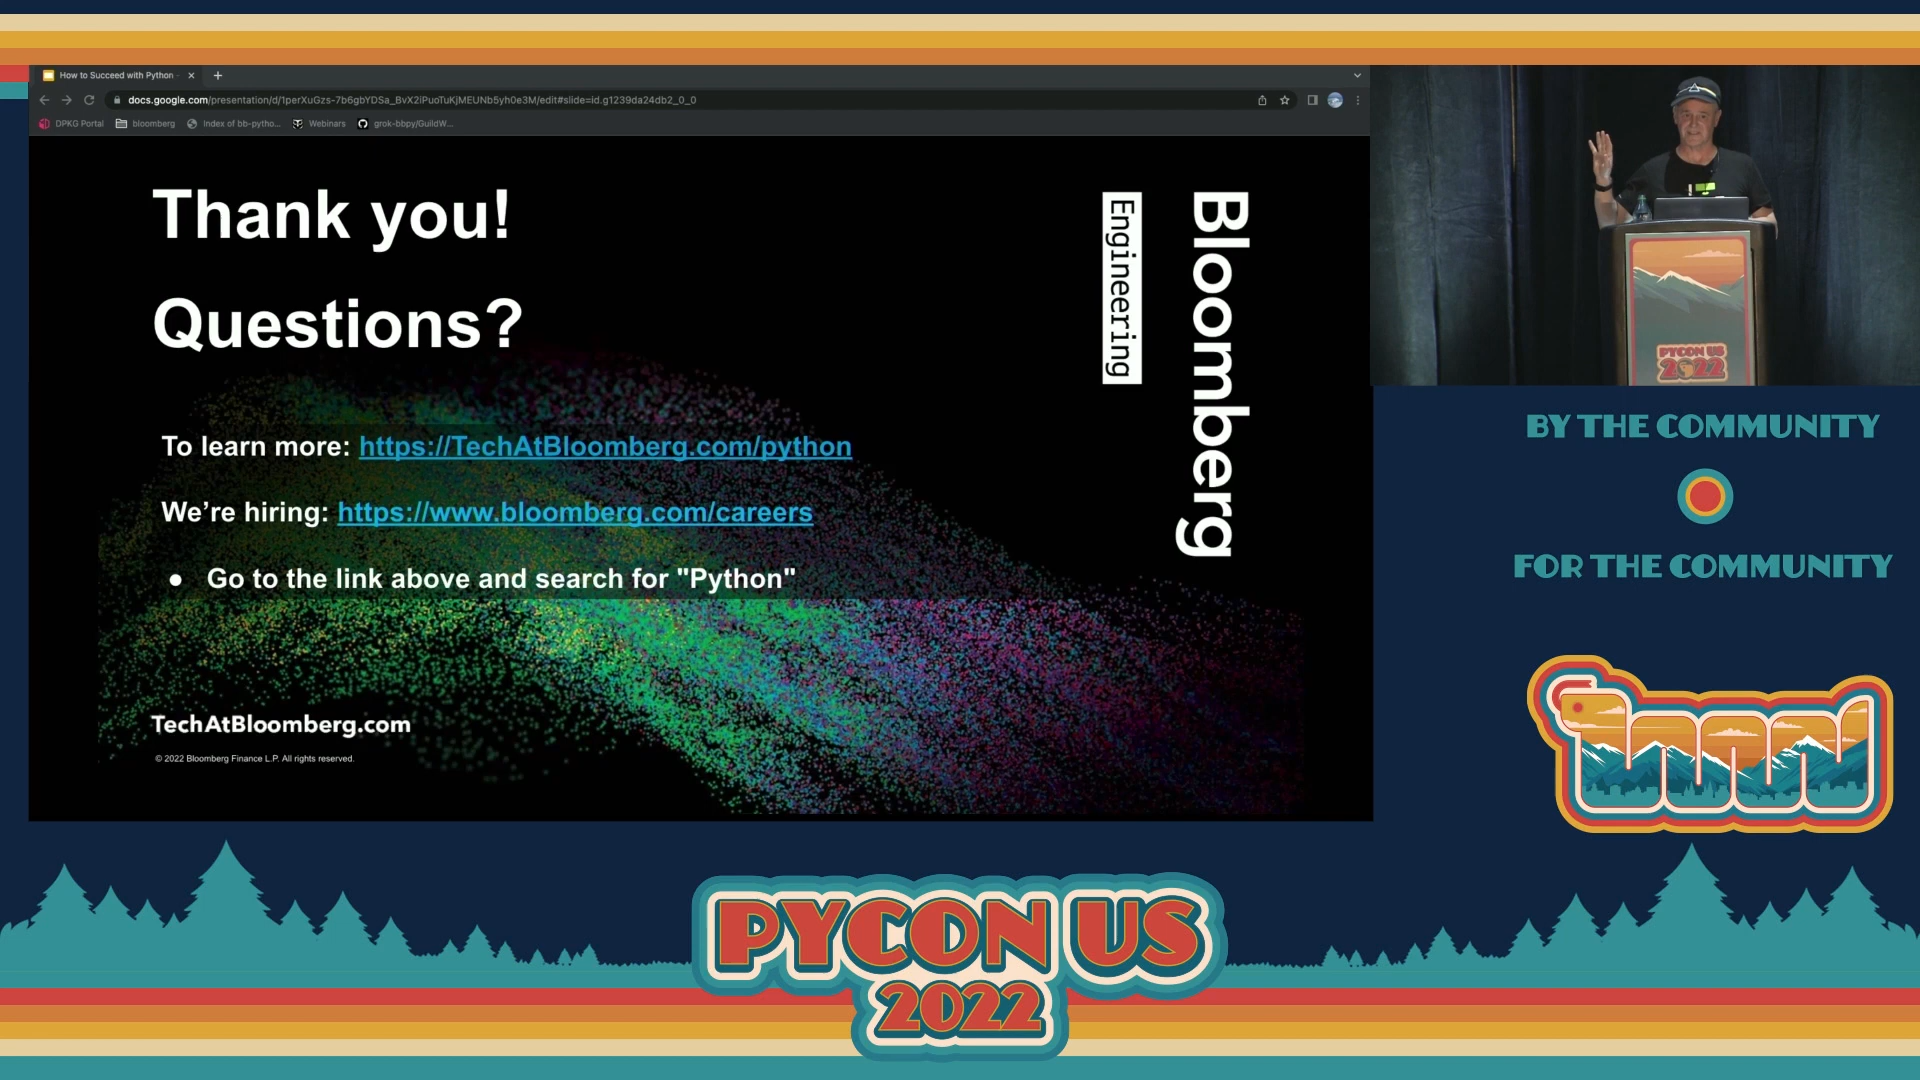 How to Succeed with Python
docs.google.com/presentation/d/1perXuGzs-7b6gbYDSa_BvX2iPuoTuKjMEUNb5yh0e3M/edit#slide=id.g1239da24db2_0_0
DPKG Portal
bloomberg
Index of bb-pytho...
Webinars
grok-bbpy/GuildW...
Thank you!
Questions?
Engineering
Bloomberg
To learn more: https://TechAtBloomberg.com/python
We’re hiring: https://www.bloomberg.com/careers
● Go to the link above and search for "Python"
TechAtBloomberg.com
© 2022 Bloomberg Finance L.P. All rights reserved.
PYCON US
2022
BY THE COMMUNITY
FOR THE COMMUNITY
PYCON US
2022